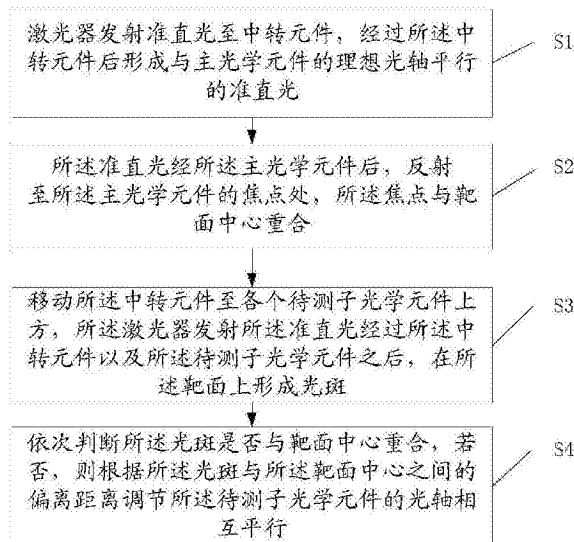 激光器发射准直光至中转元件，经过所述中
转元件后形成与主光学元件的理想光轴平行
的准直光
S1
所述准直光经所述主光学元件后，反射
至所述主光学元件的焦点处，所述焦点与靶
面中心重合
S2
移动所述中转元件至各个待测子光学元件上
方，所述激光器发射所述准直光经过所述中
转元件以及所述待测子光学元件之后，在所
述靶面上形成光斑
S3
依次判断所述光斑是否与靶面中心重合，若
否，则根据所述光斑与所述靶面中心之间的
偏离距离调节所述待测子光学元件的光轴相
互平行
S4